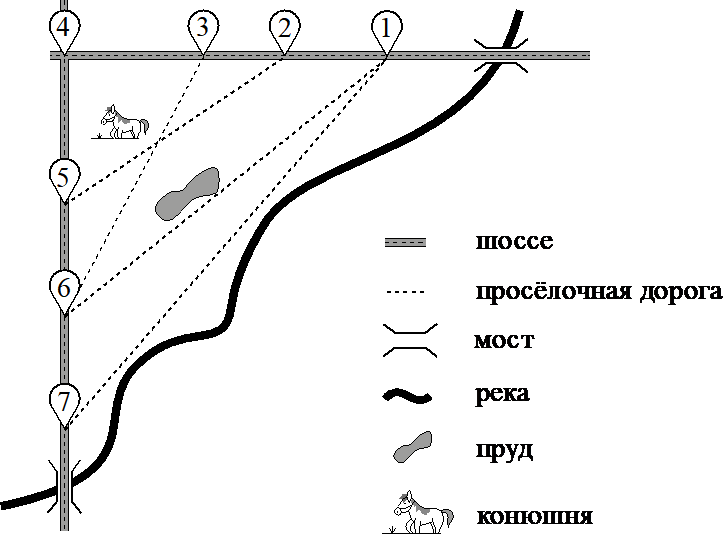 4 3 2 1
5
6
7
шоссе
просёлочная дорога
мост
река
пруд
конюшня